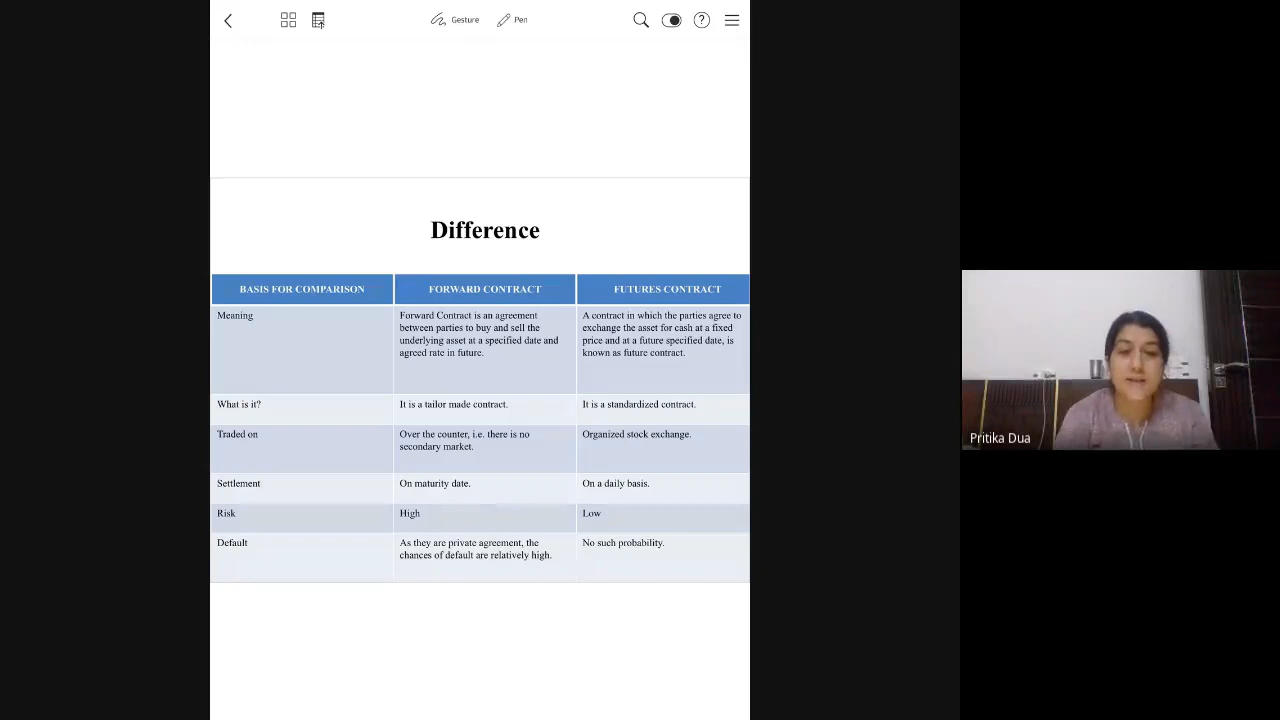 Gesture
Pen
Difference
BASIS FOR COMPARISON
FORWARD CONTRACT
FUTURES CONTRACT
Meaning
Forward Contract is an agreement
between parties to buy and sell the
underlying asset at a specified date and
agreed rate in future.
A contract in which the parties agree to
exchange the asset for cash at a fixed
price and at a future specified date, is
known as future contract.
What is it?
It is a tailor made contract.
It is a standardized contract.
Traded on
Over the counter, i.e. there is no
secondary market.
Organized stock exchange.
Settlement
On maturity date.
On a daily basis.
Risk
High
Low
Default
As they are private agreement, the
chances of default are relatively high.
No such probability.
Pritika Dua